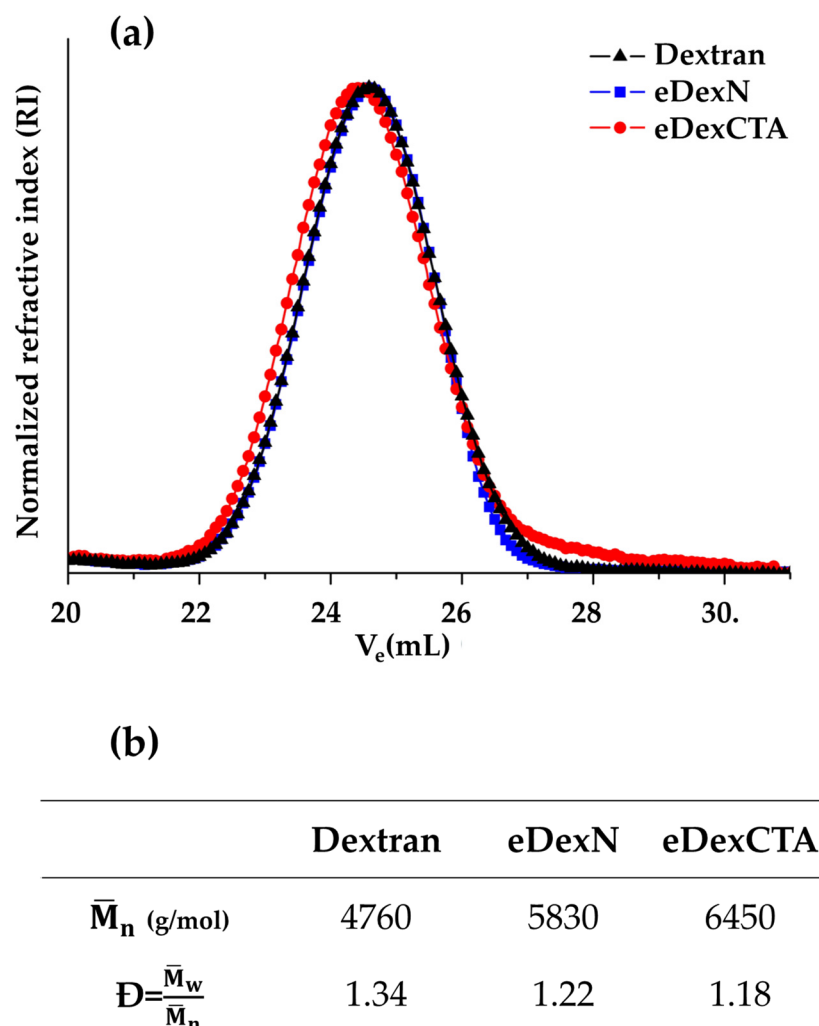 (a)
Dextran
eDexN
eDexCTA
Normalized refractive index (RI)
20 22 24 26 28 30.
Vₑ(mL)
(b)
Dextran eDexN eDexCTA
M̅ₙ (g/mol) 4760 5830 6450
Đ=M̅w/M̅ₙ 1.34 1.22 1.18